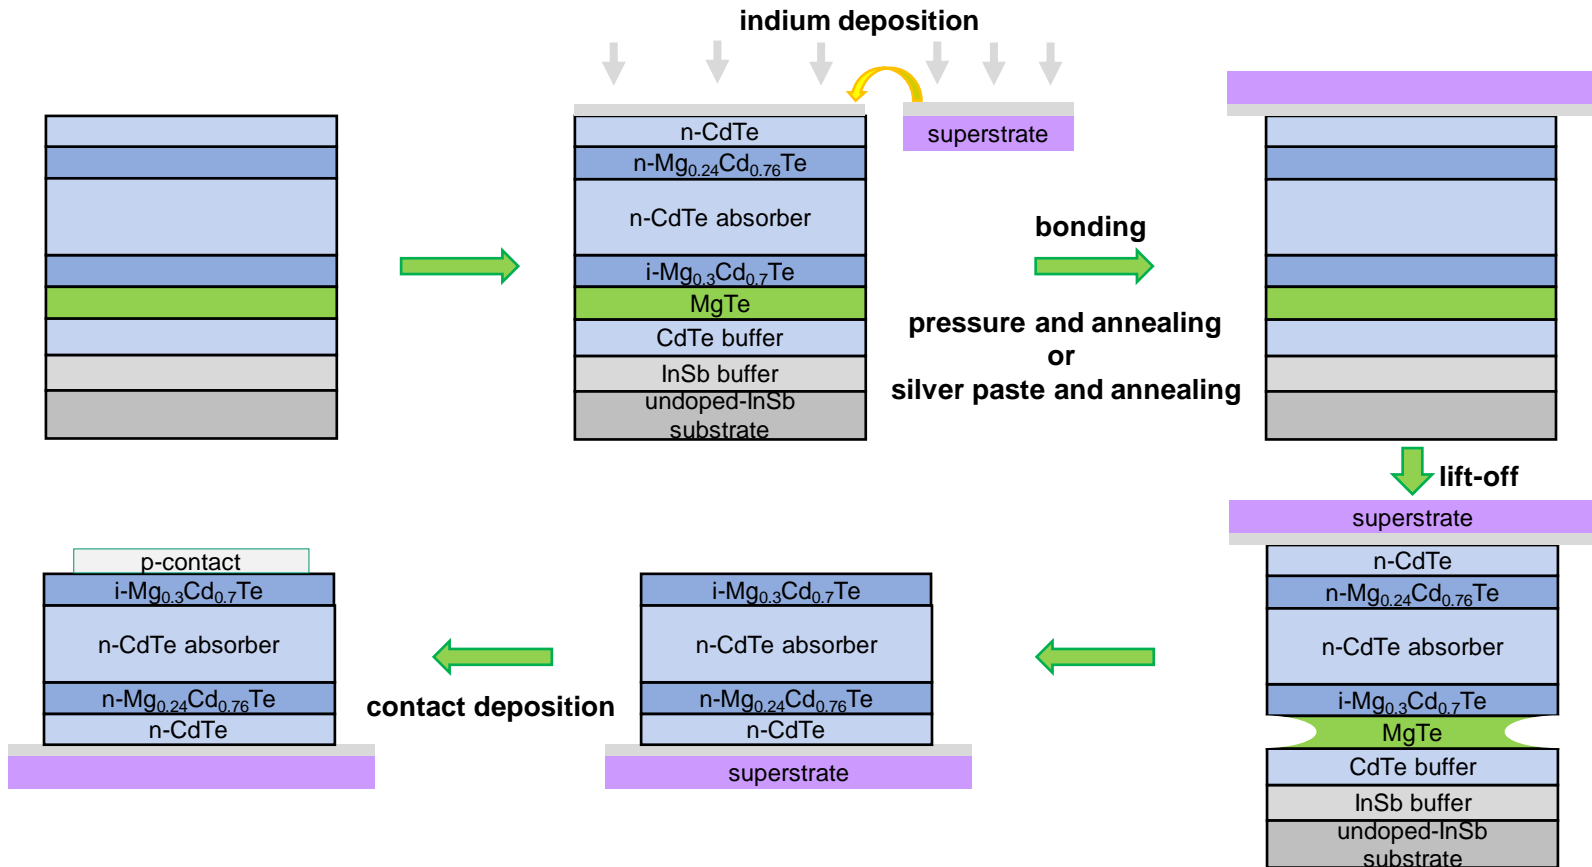 indium deposition
n-CdTe
n-Mg0.24Cd0.76Te
n-CdTe absorber
i-Mg0.3Cd0.7Te
MgTe
CdTe buffer
InSb buffer
undoped-InSb
substrate
superstrate
bonding
pressure and annealing
or
silver paste and annealing
lift-off
superstrate
n-CdTe
n-Mg0.24Cd0.76Te
n-CdTe absorber
i-Mg0.3Cd0.7Te
MgTe
CdTe buffer
InSb buffer
undoped-InSb
substrate
i-Mg0.3Cd0.7Te
n-CdTe absorber
n-Mg0.24Cd0.76Te
n-CdTe
superstrate
contact deposition
p-contact
i-Mg0.3Cd0.7Te
n-CdTe absorber
n-Mg0.24Cd0.76Te
n-CdTe